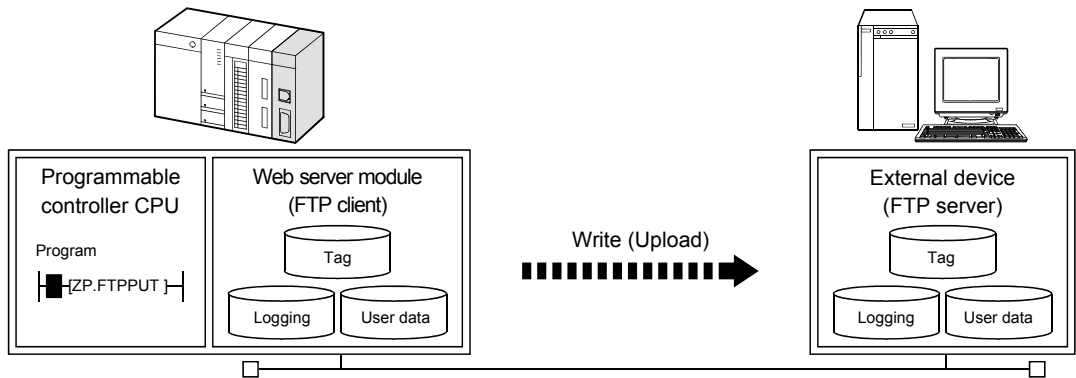 Programmable
controller CPU
Program
[ZP.FTPPUT ]
Web server module
(FTP client)
Tag
Logging
User data
Write (Upload)
External device
(FTP server)
Tag
Logging
User data